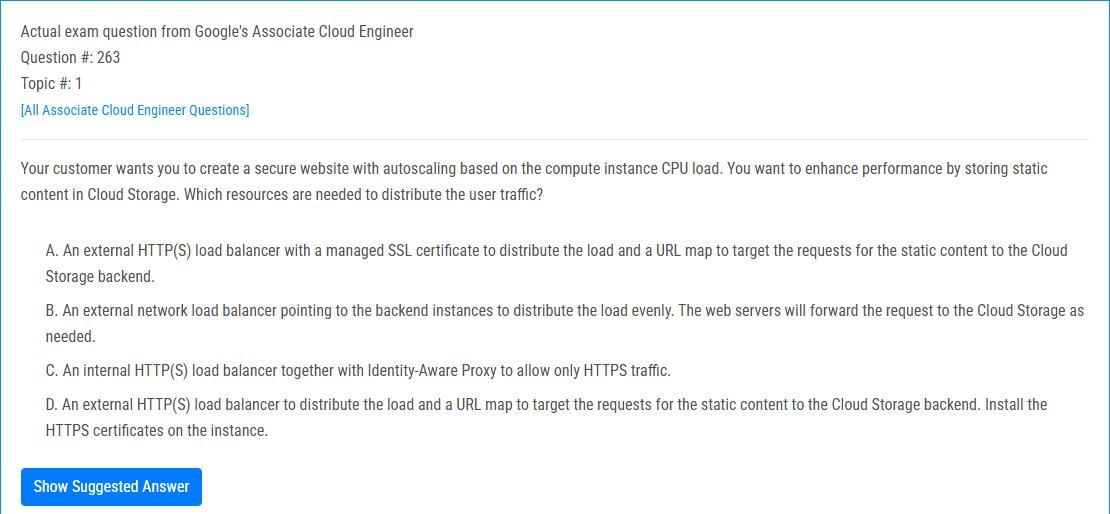 Actual exam question from Google's Associate Cloud Engineer
Question #: 263
Topic #: 1
[All Associate Cloud Engineer Questions]
Your customer wants you to create a secure website with autoscaling based on the compute instance CPU load. You want to enhance performance by storing static
content in Cloud Storage. Which resources are needed to distribute the user traffic?
A. An external HTTP(S) load balancer with a managed SSL certificate to distribute the load and a URL map to target the requests for the static content to the Cloud
Storage backend.
B. An external network load balancer pointing to the backend instances to distribute the load evenly. The web servers will forward the request to the Cloud Storage as
needed.
C. An internal HTTP(S) load balancer together with Identity-Aware Proxy to allow only HTTPS traffic.
D. An external HTTP(S) load balancer to distribute the load and a URL map to target the requests for the static content to the Cloud Storage backend. Install the
HTTPS certificates on the instance.
Show Suggested Answer